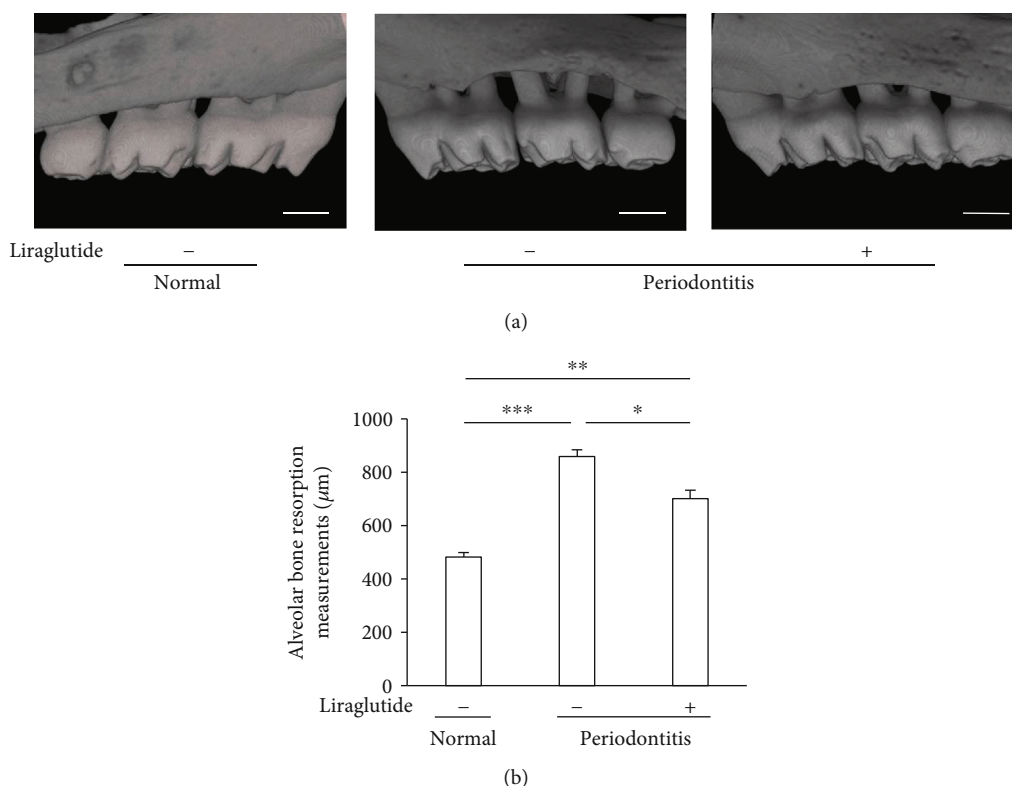 Liraglutide − − +
Normal Periodontitis
(a)
** 
*** *
Alveolar bone resorption
measurements (μm)
1000
800
600
400
200
0
Liraglutide − − +
Normal Periodontitis
(b)